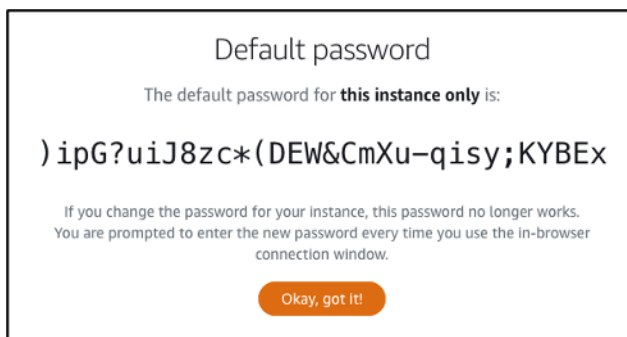 Default password
The default password for this instance only is:
)ipG?uiJ8zc*(DEW&CmXu-qisy;KYBEx
If you change the password for your instance, this password no longer works.
You are prompted to enter the new password every time you use the in-browser
connection window.
Okay, got it!